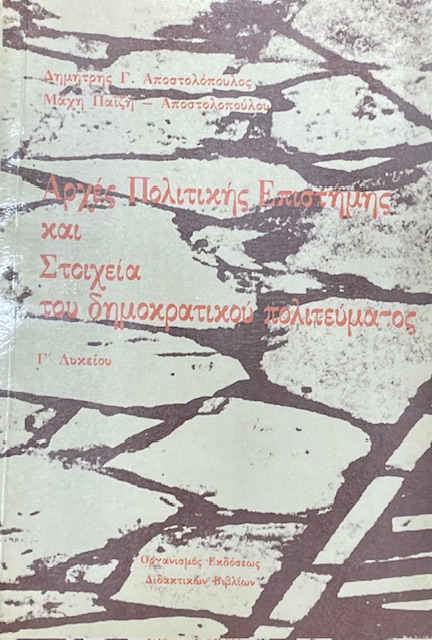 Δημήτρης Γ. Αποστολόπουλος
Μάχη Παΐζη – Αποστολοπούλου
Αρχές Πολιτικής Επιστήμης
και
Στοιχεία
του δημοκρατικού πολιτεύματος
Γ΄ Λυκείου
Οργανισμός Εκδόσεως
Διδακτικών Βιβλίων